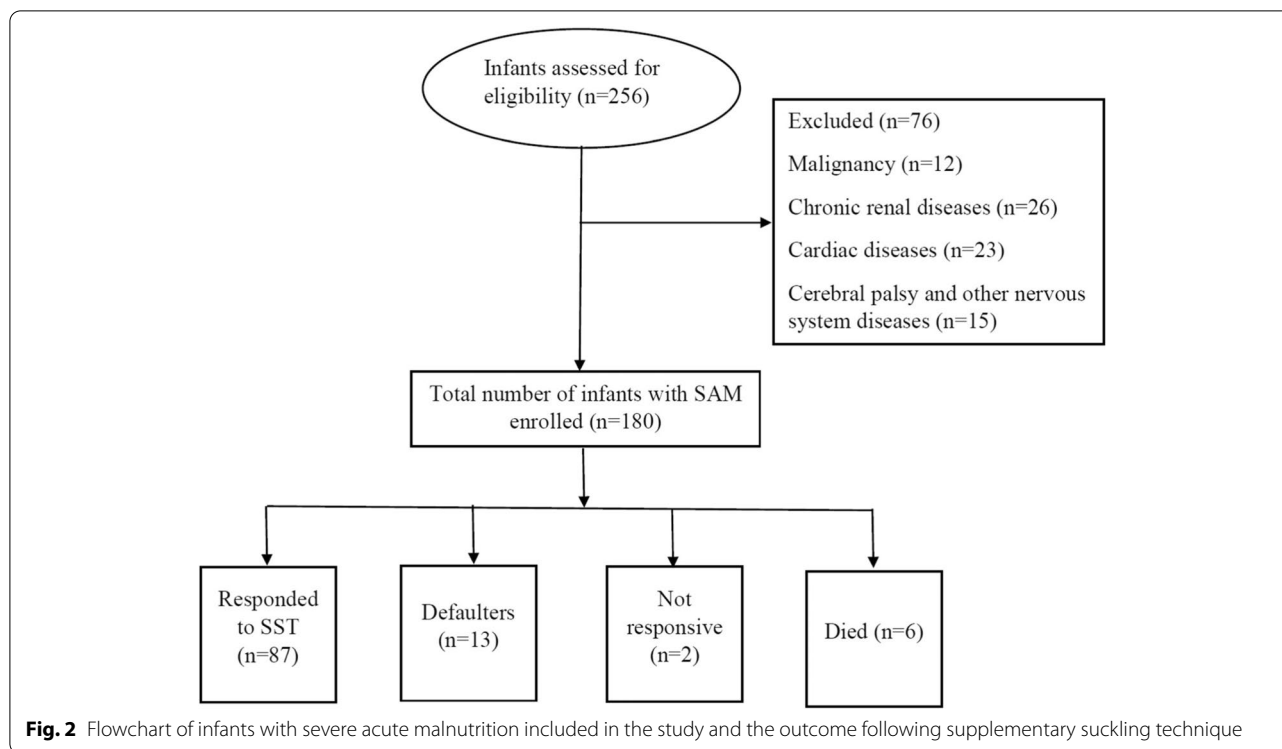 Infants assessed for
eligibility (n=256)
Excluded (n=76)
Malignancy (n=12)
Chronic renal diseases (n=26)
Cardiac diseases (n=23)
Cerebral palsy and other nervous
system diseases (n=15)
Total number of infants with SAM
enrolled (n=180)
Responded
to SST
(n=87)
Defaulters
(n=13)
Not
responsive
(n=2)
Died (n=6)
Fig. 2 Flowchart of infants with severe acute malnutrition included in the study and the outcome following supplementary suckling technique